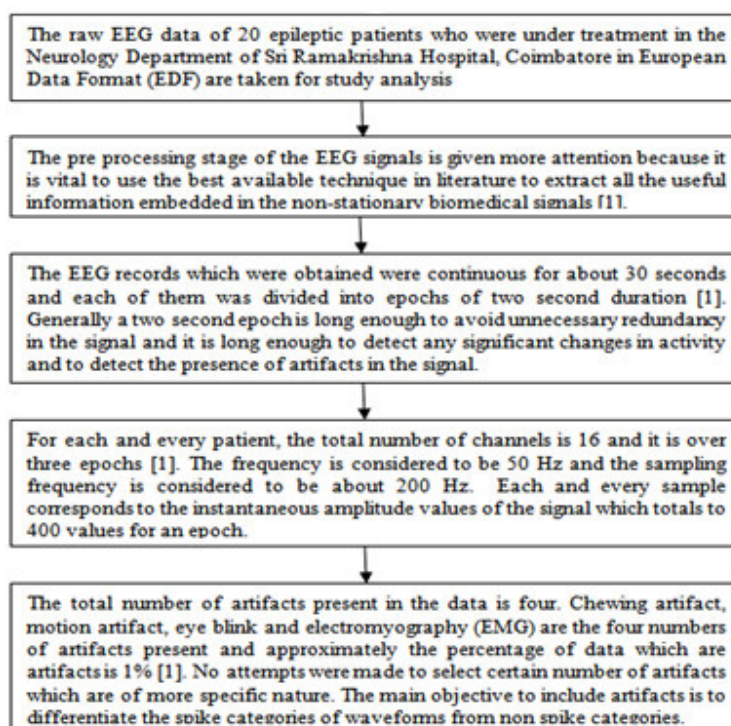 The raw EEG data of 20 epileptic patients who were under treatment in the
Neurology Department of Sri Ramakrishna Hospital, Coimbatore in European
Data Format (EDF) are taken for study analysis
The pre processing stage of the EEG signals is given more attention because it
is vital to use the best available technique in literature to extract all the useful
information embedded in the non-stationary biomedical signals [1].
The EEG records which were obtained were continuous for about 30 seconds
and each of them was divided into epochs of two second duration [1].
Generally a two second epoch is long enough to avoid unnecessary redundancy
in the signal and it is long enough to detect any significant changes in activity
and to detect the presence of artifacts in the signal.
For each and every patient, the total number of channels is 16 and it is over
three epochs [1]. The frequency is considered to be 50 Hz and the sampling
frequency is considered to be about 200 Hz. Each and every sample
corresponds to the instantaneous amplitude values of the signal which totals to
400 values for an epoch.
The total number of artifacts present in the data is four. Chewing artifact,
motion artifact, eye blink and electromyography (EMG) are the four numbers
of artifacts present and approximately the percentage of data which are
artifacts is 1% [1]. No attempts were made to select certain number of artifacts
which are of more specific nature. The main objective to include artifacts is to
differentiate the spike categories of waveforms from non spike categories.